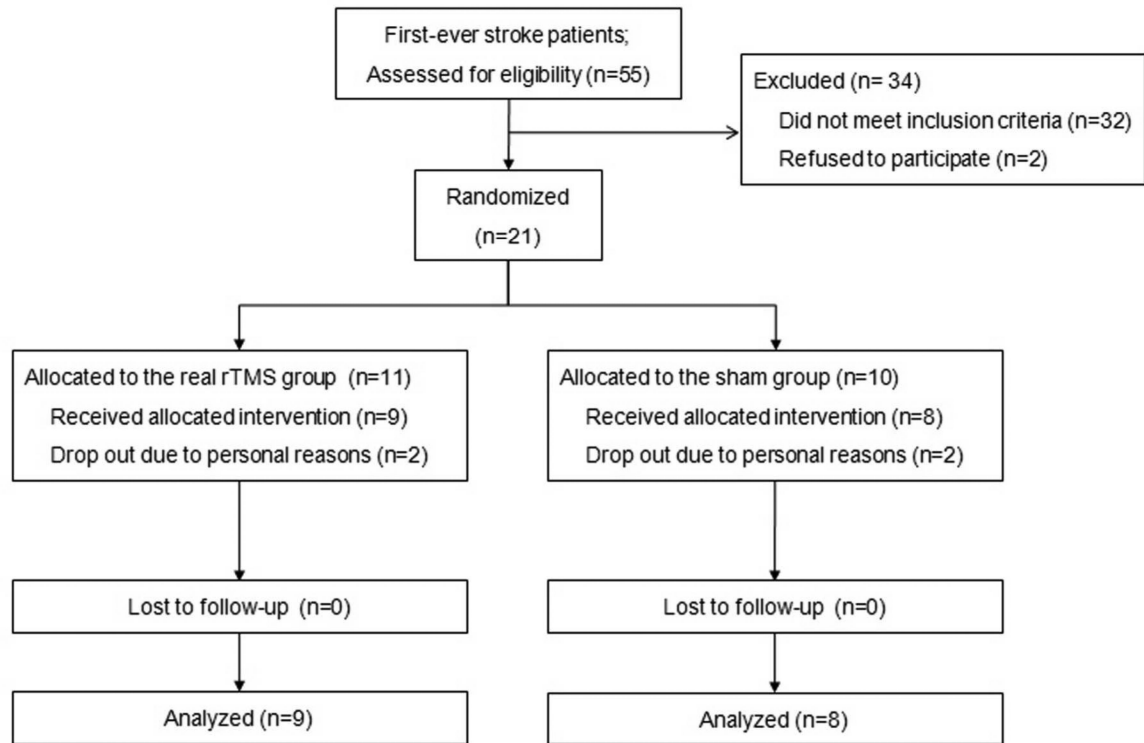 First-ever stroke patients;
Assessed for eligibility (n=55)
Excluded (n= 34)
Did not meet inclusion criteria (n=32)
Refused to participate (n=2)
Randomized
(n=21)
Allocated to the real rTMS group (n=11)
Received allocated intervention (n=9)
Drop out due to personal reasons (n=2)
Allocated to the sham group (n=10)
Received allocated intervention (n=8)
Drop out due to personal reasons (n=2)
Lost to follow-up (n=0)
Lost to follow-up (n=0)
Analyzed (n=9)
Analyzed (n=8)